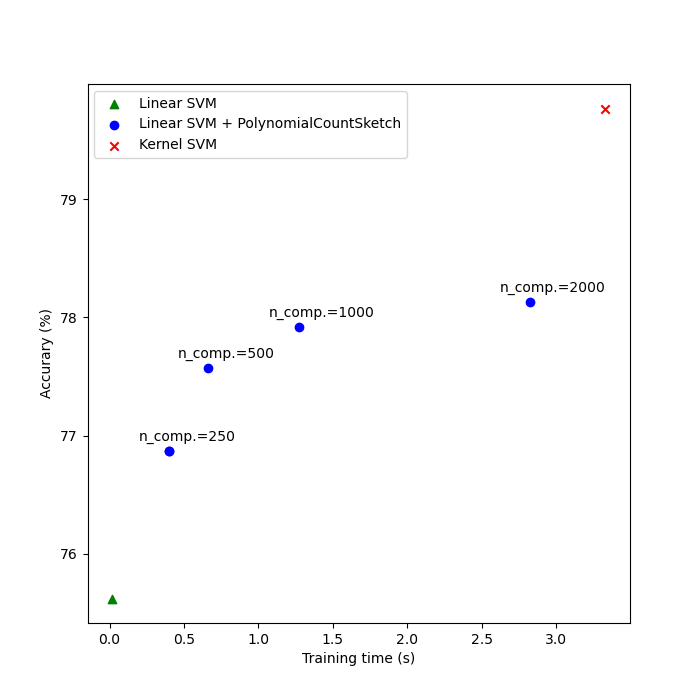 Linear SVM
Linear SVM + PolynomialCountSketch
Kernel SVM
79
n_comp.=2000
78
n_comp.=1000
n_comp.=500
Accurary (%)
77
n_comp.=250
76
0.0 0.5 1.0 1.5 2.0 2.5 3.0
Training time (s)